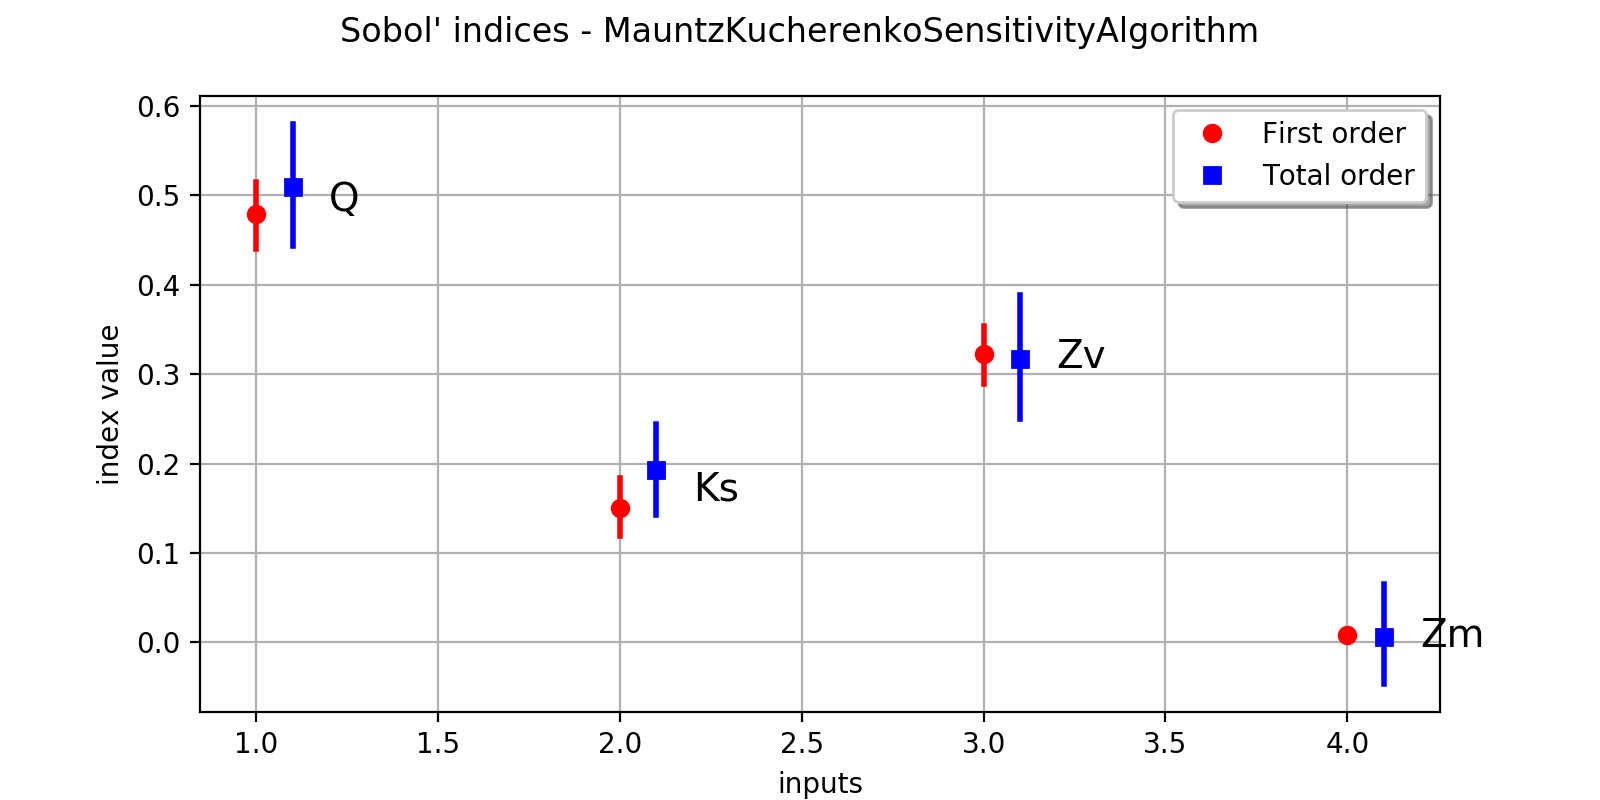 Sobol' indices - MauntzKucherenkoSensitivityAlgorithm
0.6
0.5
0.4
0.3
0.2
0.1
0.0
index value
First order
Total order
Q
Ks
Zv
Zm
1.0 1.5 2.0 2.5 3.0 3.5 4.0
inputs